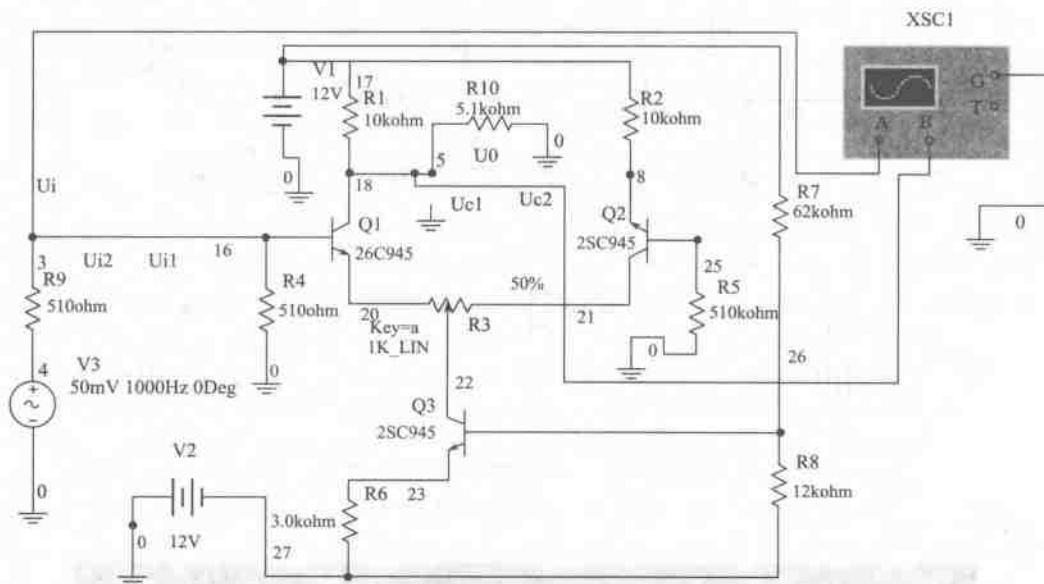 XSC1
G
T
A
B
V1
12V
17
R1
10kohm
R10
5.1kohm
R2
10kohm
0
5
U0
0
18
Uc1
Uc2
8
Ui
Q1
26C945
Q2
2SC945
R7
62kohm
0
3
Ui2
Ui1
16
25
R9
510ohm
R4
510ohm
50%
R5
510kohm
20
R3
21
Key=a
1K_LIN
0
26
4
V3
50mV 1000Hz 0Deg
0
22
Q3
2SC945
V2
R8
12kohm
0
23
R6
3.0kohm
0
12V
27